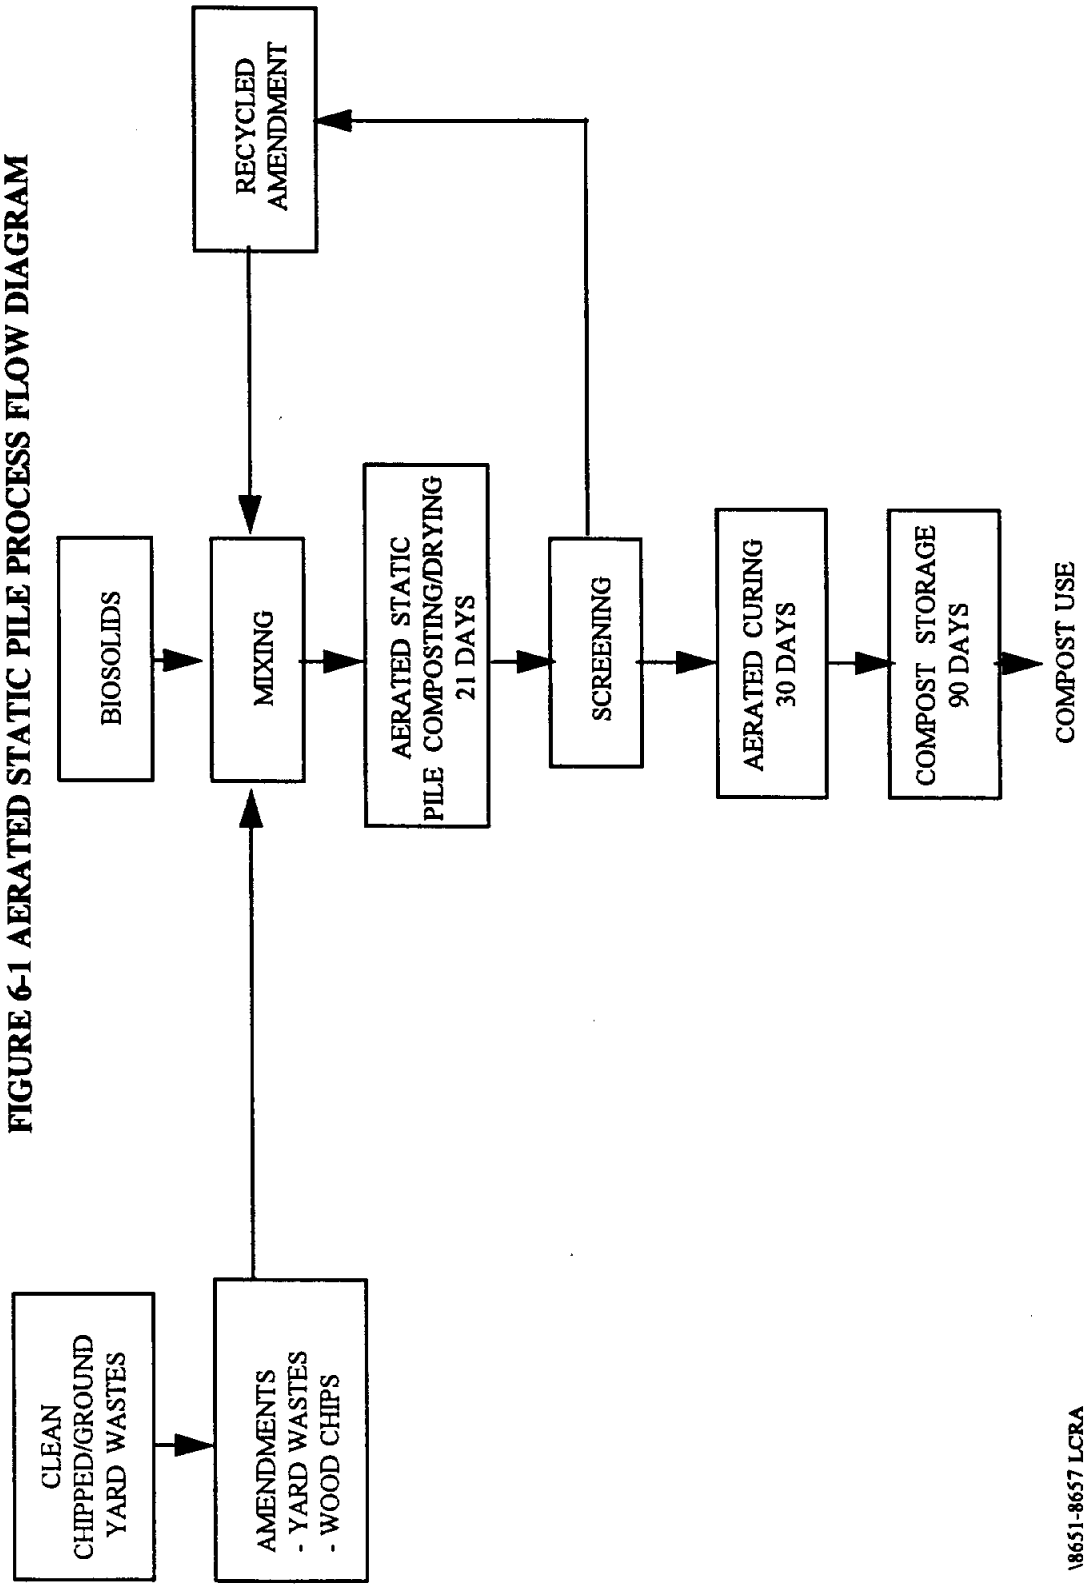 FIGURE 6-1 AERATED STATIC PILE PROCESS FLOW DIAGRAM
CLEAN
CHIPPED/GROUND
YARD WASTES
BIOSOLIDS
AMENDMENTS
- YARD WASTES
- WOOD CHIPS
MIXING
RECYCLED
AMENDMENT
AERATED STATIC
PILE COMPOSTING/DRYING
21 DAYS
SCREENING
AERATED CURING
30 DAYS
COMPOST STORAGE
90 DAYS
COMPOST USE
\8651-8657 LCRA